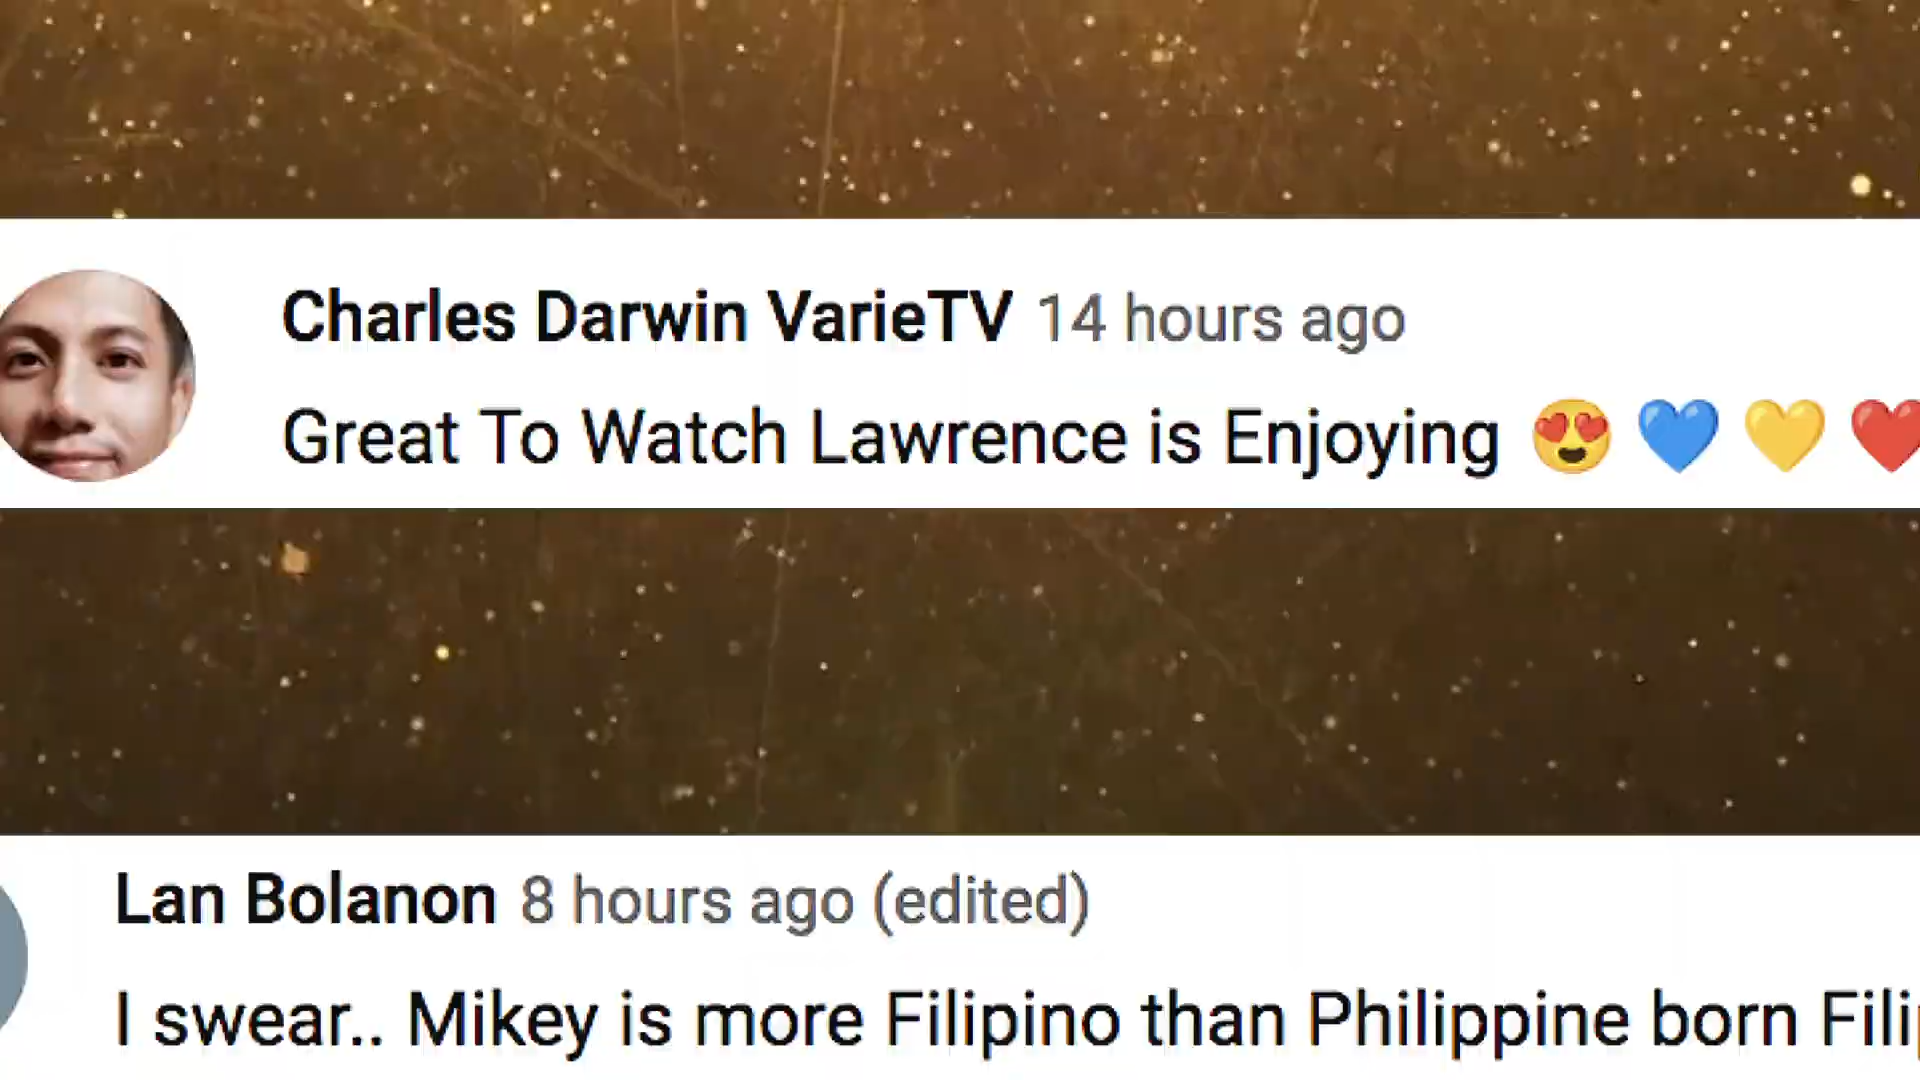 Charles Darwin VarieTV 14 hours ago
Great To Watch Lawrence is Enjoying 😍 💙 💛 ❤️
Lan Bolanon 8 hours ago (edited)
I swear.. Mikey is more Filipino than Philippine born